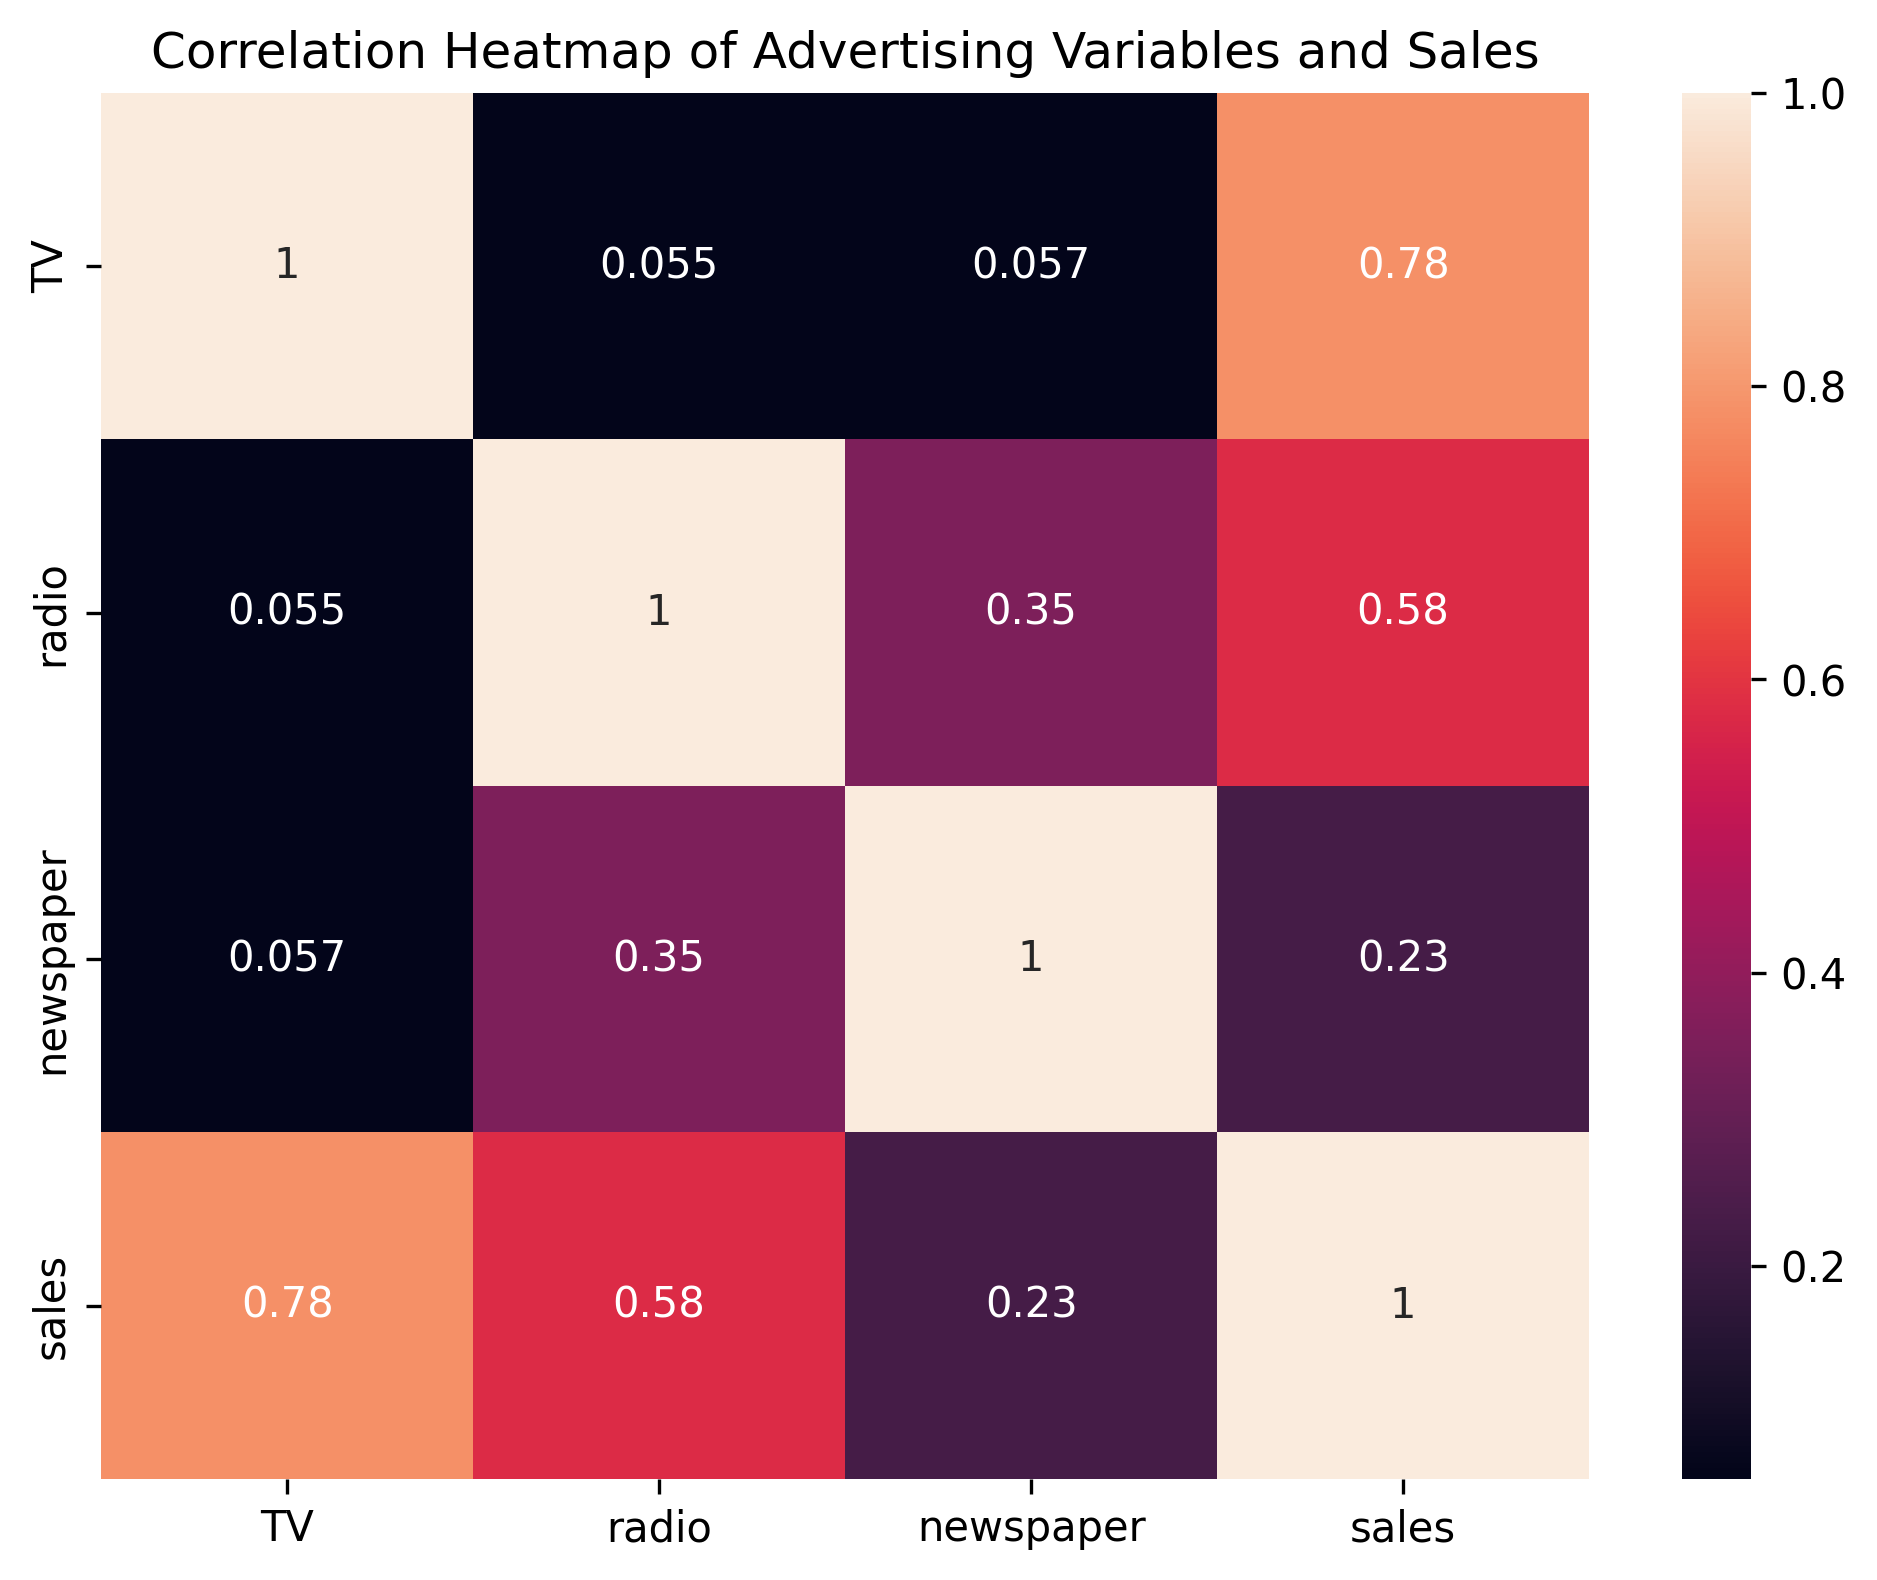 Correlation Heatmap of Advertising Variables and Sales
TV
1
0.055
0.057
0.78
radio
0.055
1
0.35
0.58
newspaper
0.057
0.35
1
0.23
sales
0.78
0.58
0.23
1
TV
radio
newspaper
sales
1.0
0.8
0.6
0.4
0.2